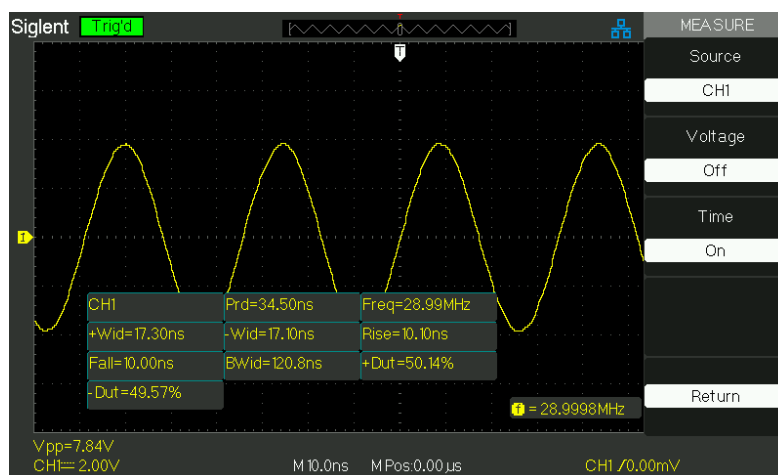 Siglent Trig'd
T
MEASURE
Source
CH1
Voltage
Off
Time
On
Return
1
CH1 Prd=34.50ns Freq=28.99MHz
+Wid=17.30ns -Wid=17.10ns Rise=10.10ns
Fall=10.00ns BWid=120.8ns +Dut=50.14%
-Dut=49.57%
f = 28.9998MHz
Vpp=7.84V
CH1 2.00V M 10.0ns M Pos:0.00µs CH1 /0.00mV